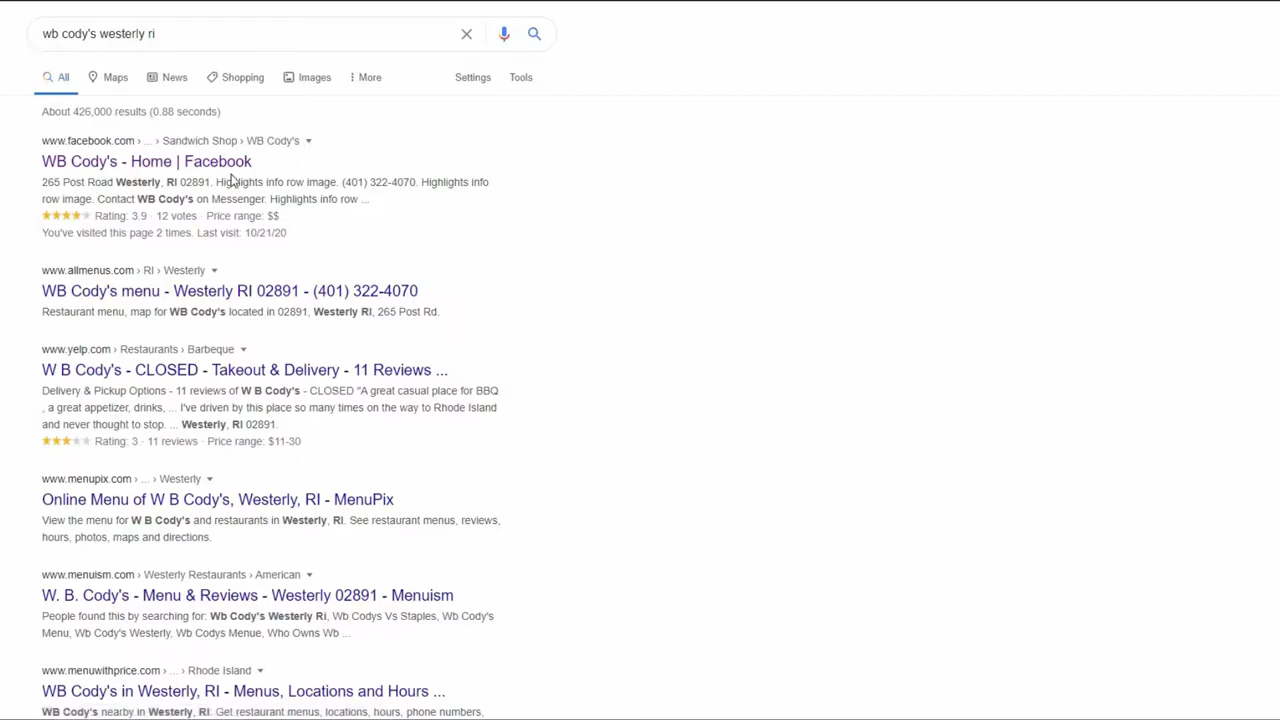 wb cody's westerly ri
All Maps News Shopping Images More Settings Tools
About 426,000 results (0.88 seconds)
www.facebook.com › ... › Sandwich Shop › WB Cody's
WB Cody's - Home | Facebook
265 Post Road Westerly, RI 02891. Highlights info row image. (401) 322-4070. Highlights info
row image. Contact WB Cody's on Messenger. Highlights info row ...
Rating: 3.9 · 12 votes · Price range: $$
You've visited this page 2 times. Last visit: 10/21/20
www.allmenus.com › RI › Westerly
WB Cody's menu - Westerly RI 02891 - (401) 322-4070
Restaurant menu, map for WB Cody's located in 02891, Westerly RI, 265 Post Rd.
www.yelp.com › Restaurants › Barbeque
W B Cody's - CLOSED - Takeout & Delivery - 11 Reviews ...
Delivery & Pickup Options - 11 reviews of W B Cody's - CLOSED "A great casual place for BBQ
, a great appetizer, drinks, ... I've driven by this place so many times on the way to Rhode Island
and never thought to stop. ... Westerly, RI 02891.
Rating: 3 · 11 reviews · Price range: $11-30
www.menupix.com › ... › Westerly
Online Menu of W B Cody's, Westerly, RI - MenuPix
View the menu for W B Cody's and restaurants in Westerly, RI. See restaurant menus, reviews,
hours, photos, maps and directions.
www.menuism.com › Westerly Restaurants › American
W. B. Cody's - Menu & Reviews - Westerly 02891 - Menuism
People found this by searching for: Wb Cody's Westerly Ri, Wb Codys Vs Staples, Wb Cody's
Menu, Wb Cody's Westerly, Wb Codys Menue, Who Owns Wb ...
www.menuwithprice.com › ... › Rhode Island
WB Cody's in Westerly, RI - Menus, Locations and Hours ...
WB Cody's nearby in Westerly, RI: Get restaurant menus, locations, hours, phone numbers,